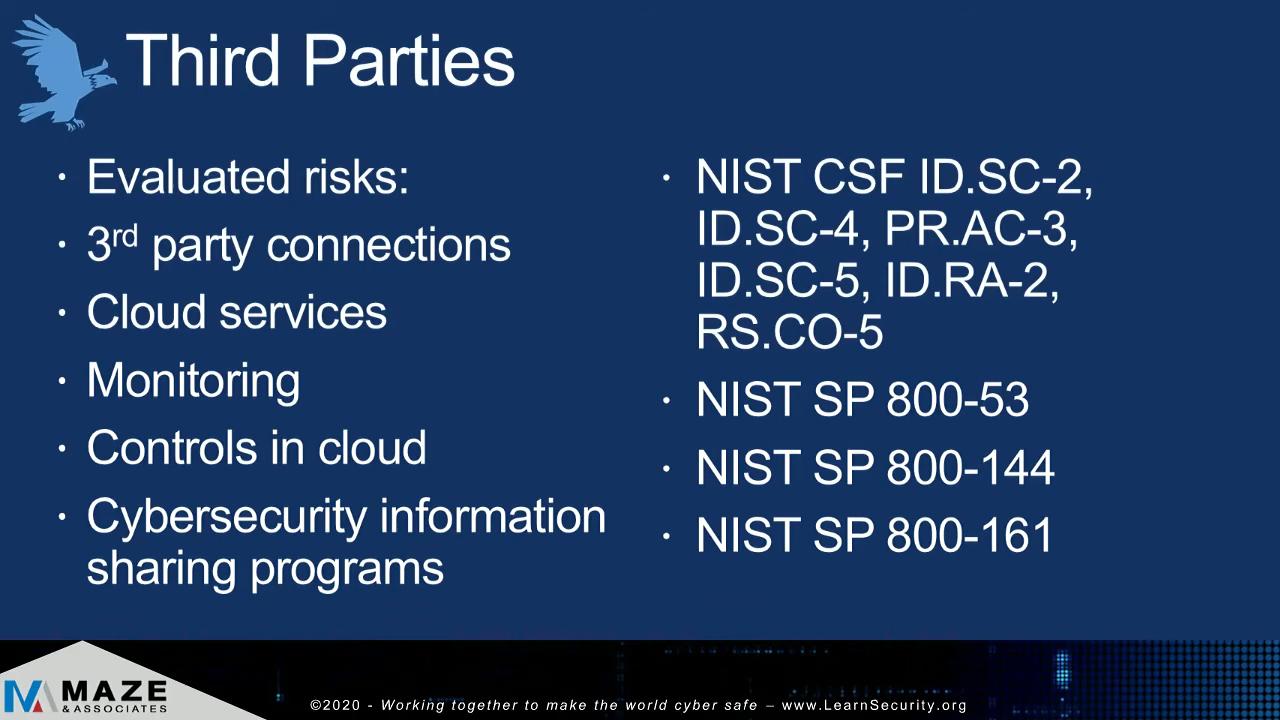 Third Parties
· Evaluated risks:
· 3rd party connections
· Cloud services
· Monitoring
· Controls in cloud
· Cybersecurity information
sharing programs
· NIST CSF ID.SC-2,
ID.SC-4, PR.AC-3,
ID.SC-5, ID.RA-2,
RS.CO-5
· NIST SP 800-53
· NIST SP 800-144
· NIST SP 800-161
MAZE
& ASSOCIATES
©2020 - Working together to make the world cyber safe – www.LearnSecurity.org